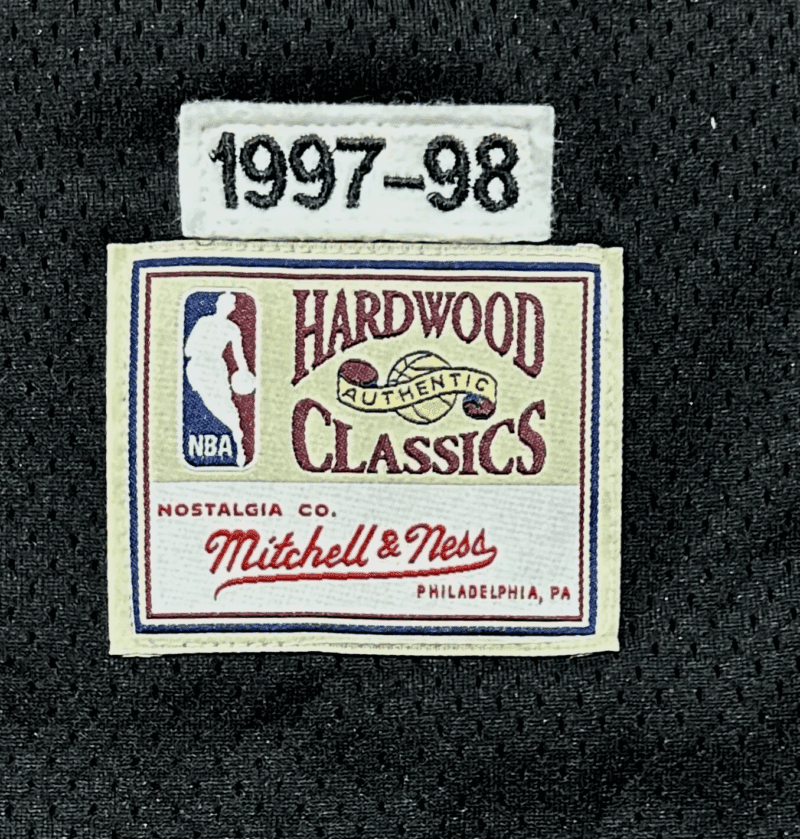 1997-98
HARDWOOD
AUTHENTIC
CLASSICS
NBA
NOSTALGIA CO.
Mitchell & Ness
PHILADELPHIA, PA